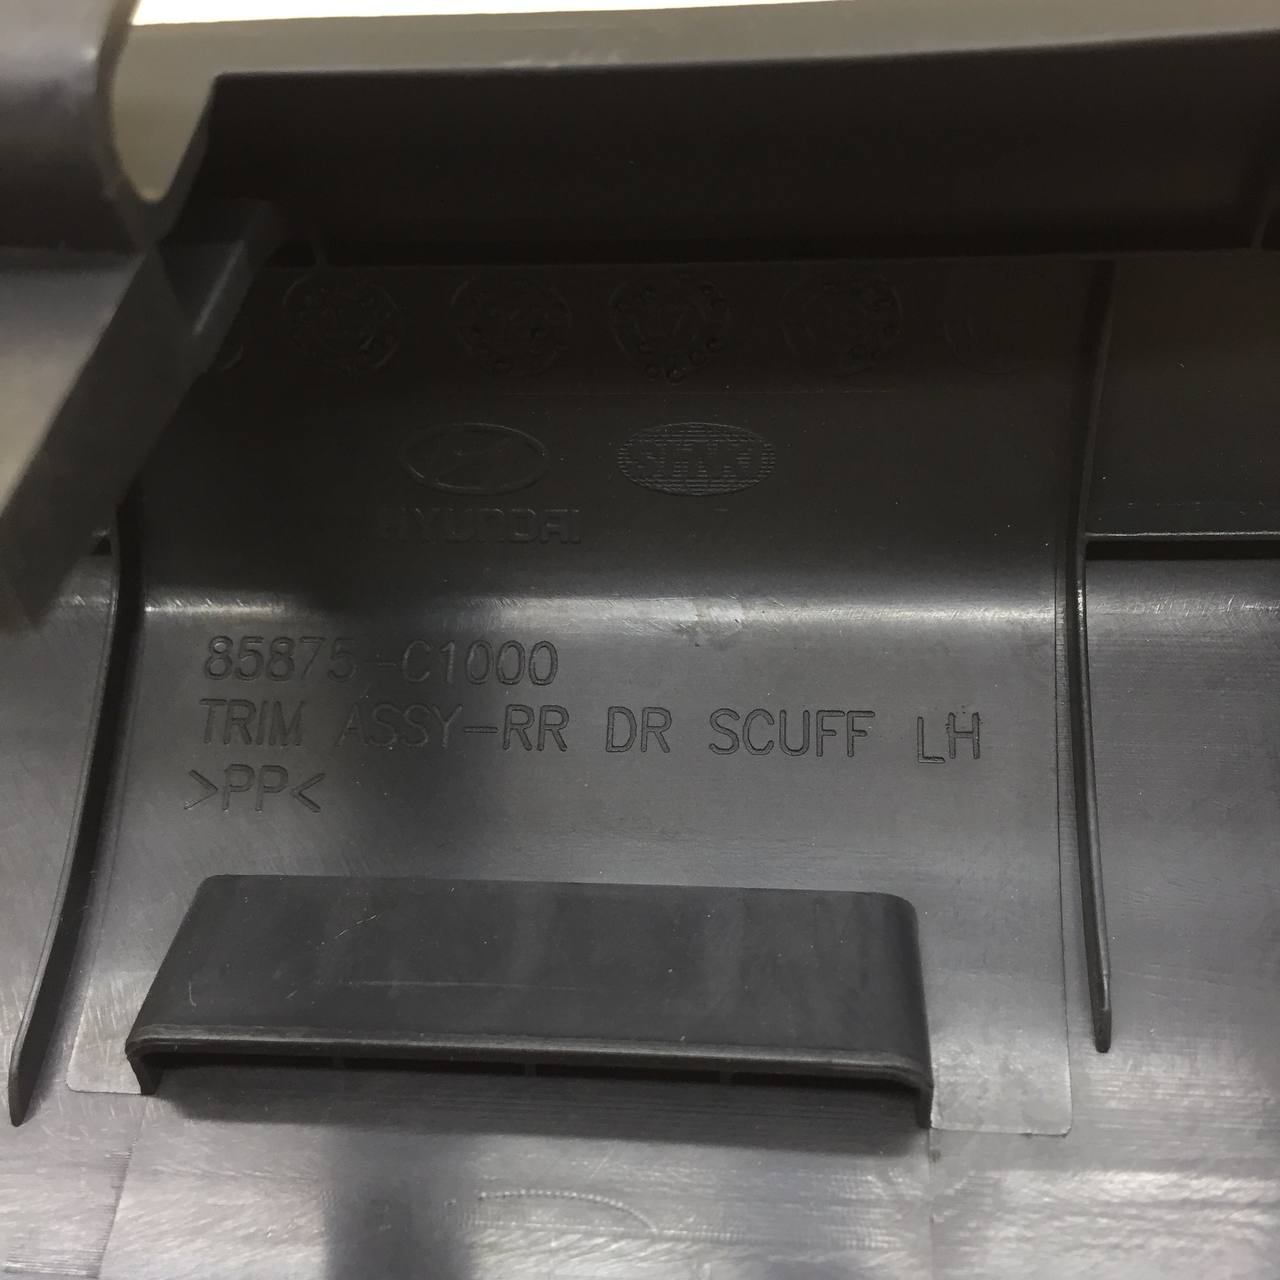 HYUNDAI
85875-C1000
TRIM ASSY-RR DR SCUFF LH
>PP<